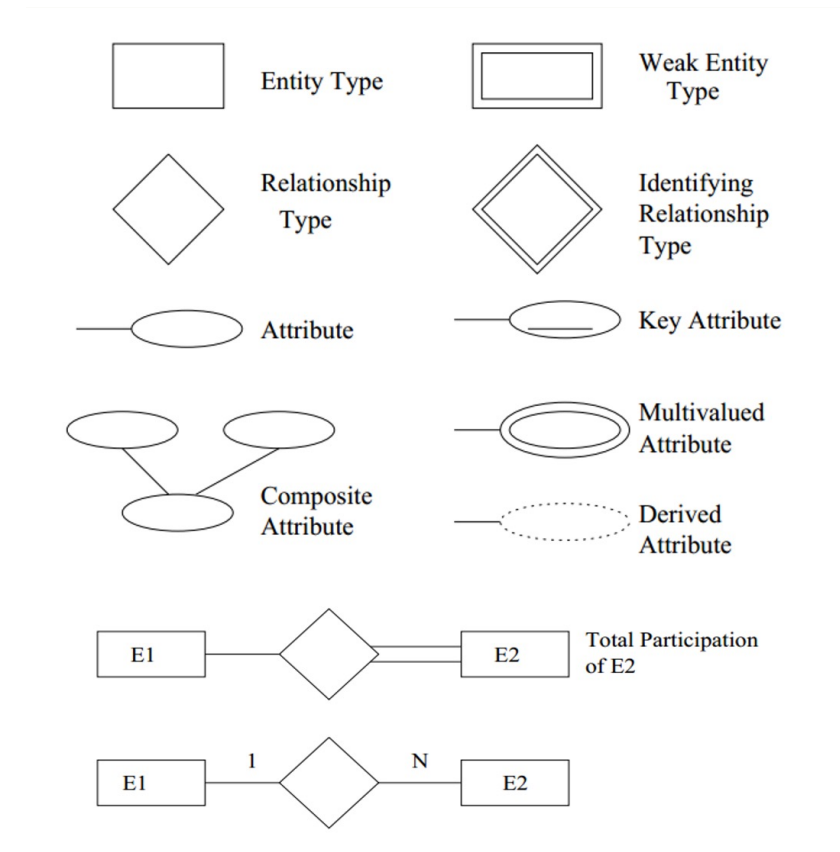 Entity Type
Weak Entity
Type
Relationship
Type
Identifying
Relationship
Type
Attribute
Key Attribute
Multivalued
Attribute
Composite
Attribute
Derived
Attribute
E1
E2
Total Participation
of E2
E1
1
N
E2